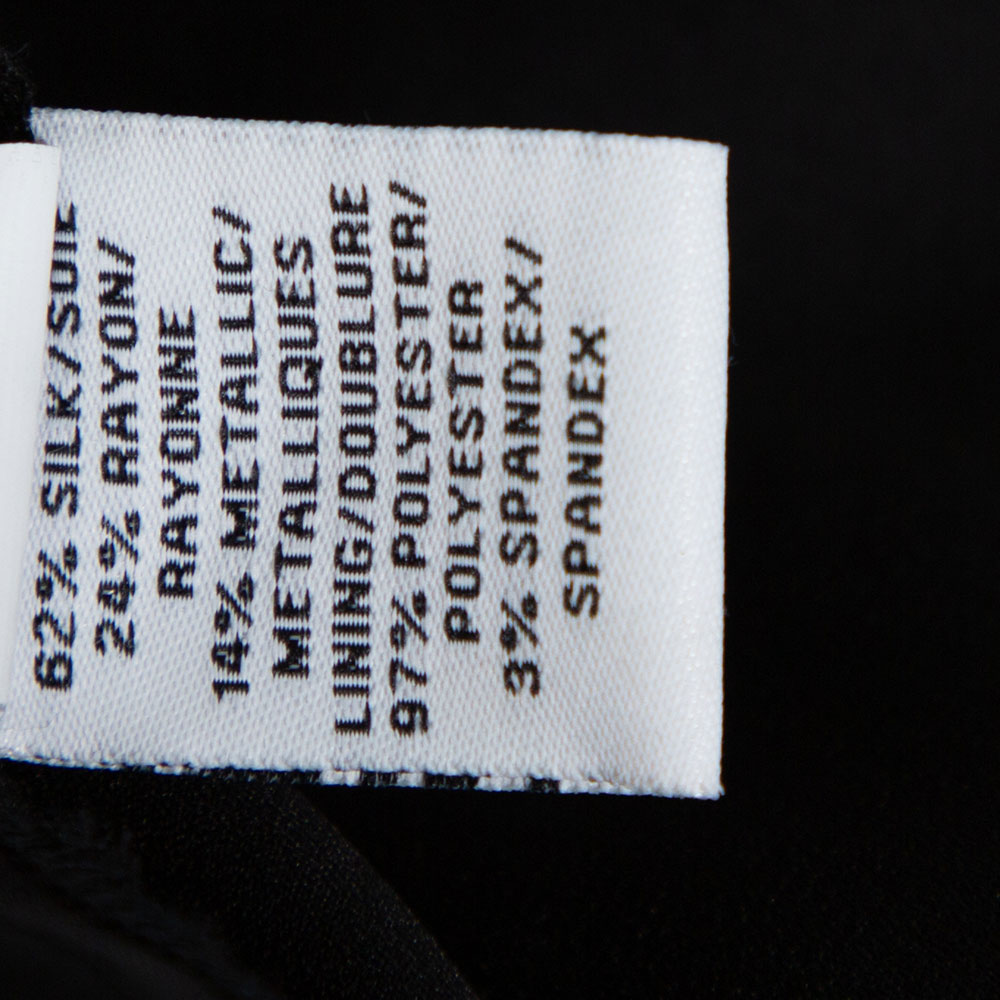 62% SILK/SOIE
24% RAYON/
RAYONNE
14% METALLIC/
METALLIQUES
LINING/DOUBLURE
97% POLYESTER/
POLYESTER
3% SPANDEX/
SPANDEX